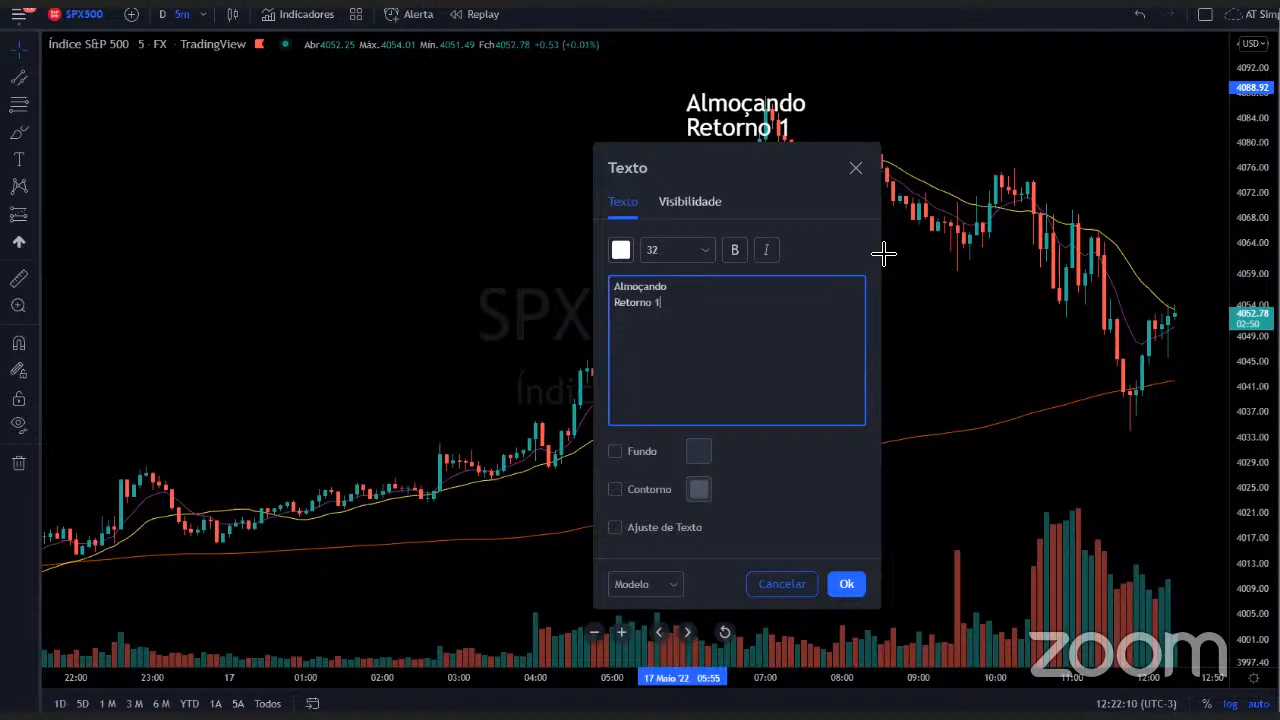 SPX500
5m
Indicadores
Alerta
Replay
AT Sim
Índice S&P 500 · 5 · FX · TradingView
Abr4052.25 Máx.4054.01 Mín.4051.49 Fch4052.78 +0.53 (+0.01%)
USD
Almoçando
Retorno 1
Texto
Texto
Visibilidade
32
B
I
Almoçando
Retorno 1
SPX
Índi
Fundo
Contorno
Ajuste de Texto
Modelo
Cancelar
Ok
4092.00
4088.92
4084.00
4080.00
4076.00
4072.00
4068.00
4064.00
4059.00
4054.00
4052.78
02:50
4049.00
4045.00
4041.00
4037.00
4033.00
4029.00
4025.00
4021.00
4017.00
4013.00
4009.00
4005.00
4001.00
3997.40
zoom
22:00
23:00
17
01:00
02:00
03:00
04:00
05:00
17 Maio '22 05:55
07:00
08:00
09:00
10:00
11:00
12:00
12:50
1D
5D
1M
3M
6M
YTD
1A
5A
Todos
12:22:10 (UTC-3)
%
log
auto